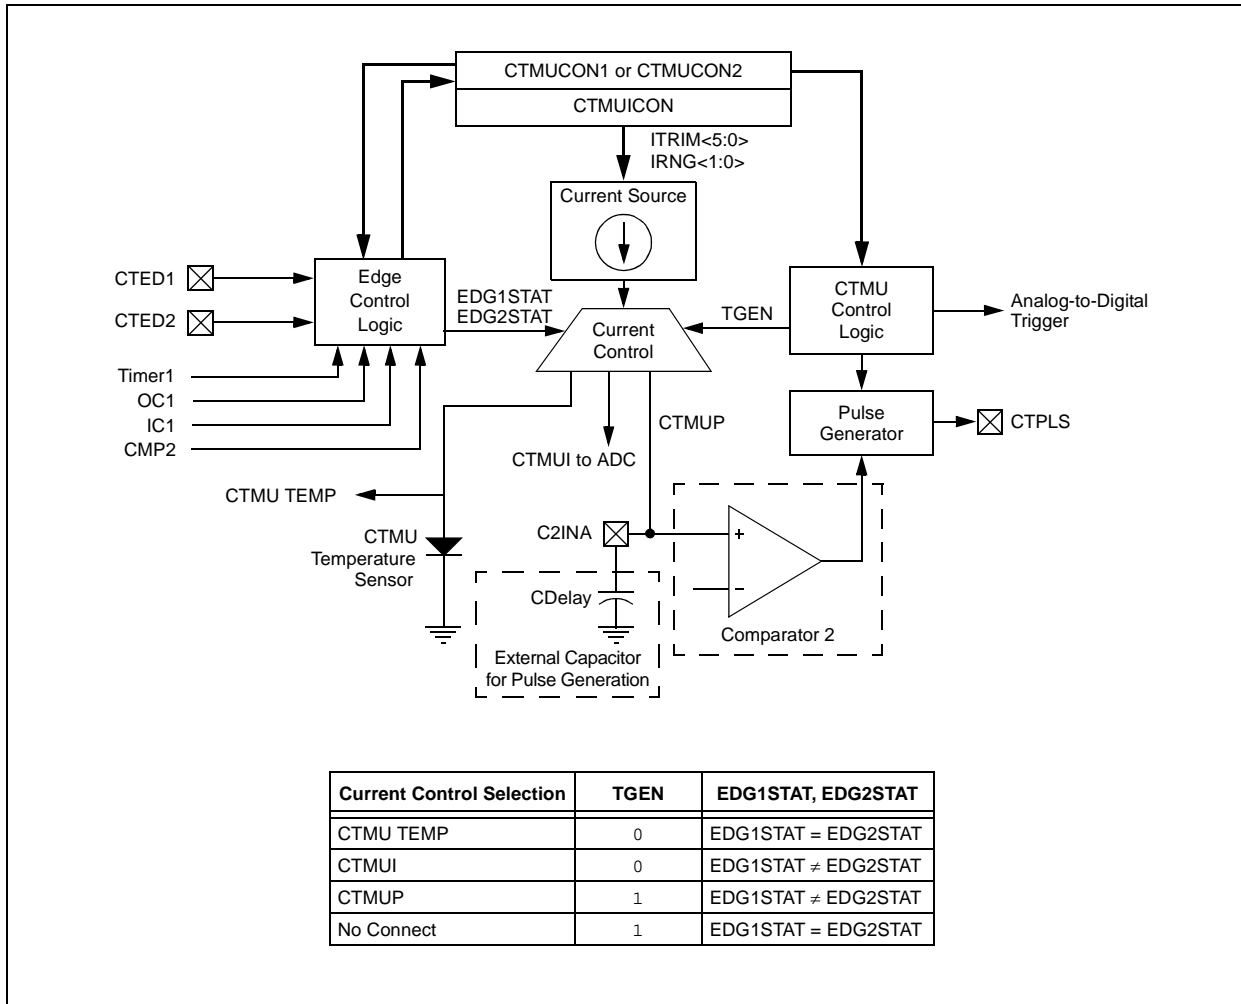 CTMUCON1 or CTMUCON2
CTMUICON
ITRIM<5:0>
IRNG<1:0>
Current Source
CTED1
CTED2
Edge
Control
Logic
EDG1STAT
EDG2STAT
Current
Control
TGEN
CTMU
Control
Logic
Analog-to-Digital
Trigger
Timer1
OC1
IC1
CMP2
CTMUP
CTMUI to ADC
Pulse
Generator
CTPLS
CTMU TEMP
CTMU
Temperature
Sensor
C2INA
CDelay
External Capacitor
for Pulse Generation
+
–
Comparator 2
Current Control Selection TGEN EDG1STAT, EDG2STAT
CTMU TEMP 0 EDG1STAT = EDG2STAT
CTMUI 0 EDG1STAT ≠ EDG2STAT
CTMUP 1 EDG1STAT ≠ EDG2STAT
No Connect 1 EDG1STAT = EDG2STAT